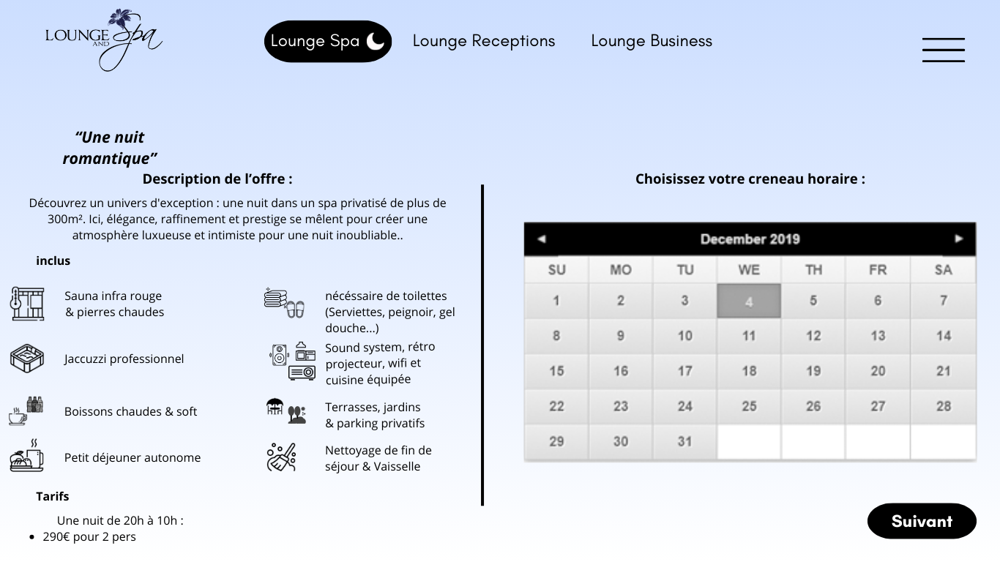 LOUNGE AND Spa
Lounge Spa
Lounge Receptions
Lounge Business
“Une nuit
romantique”
Description de l’offre :
Découvrez un univers d'exception : une nuit dans un spa privatisé de plus de
300m². Ici, élégance, raffinement et prestige se mêlent pour créer une
atmosphère luxueuse et intimiste pour une nuit inoubliable..
inclus
Sauna infra rouge
& pierres chaudes
Jaccuzzi professionnel
Boissons chaudes & soft
Petit déjeuner autonome
nécéssaire de toilettes
(Serviettes, peignoir, gel
douche...)
Sound system, rétro
projecteur, wifi et
cuisine équipée
Terrasses, jardins
& parking privatifs
Nettoyage de fin de
séjour & Vaisselle
Tarifs
Une nuit de 20h à 10h :
• 290€ pour 2 pers
Choisissez votre creneau horaire :
December 2019
SU MO TU WE TH FR SA
1 2 3 4 5 6 7
8 9 10 11 12 13 14
15 16 17 18 19 20 21
22 23 24 25 26 27 28
29 30 31
Suivant